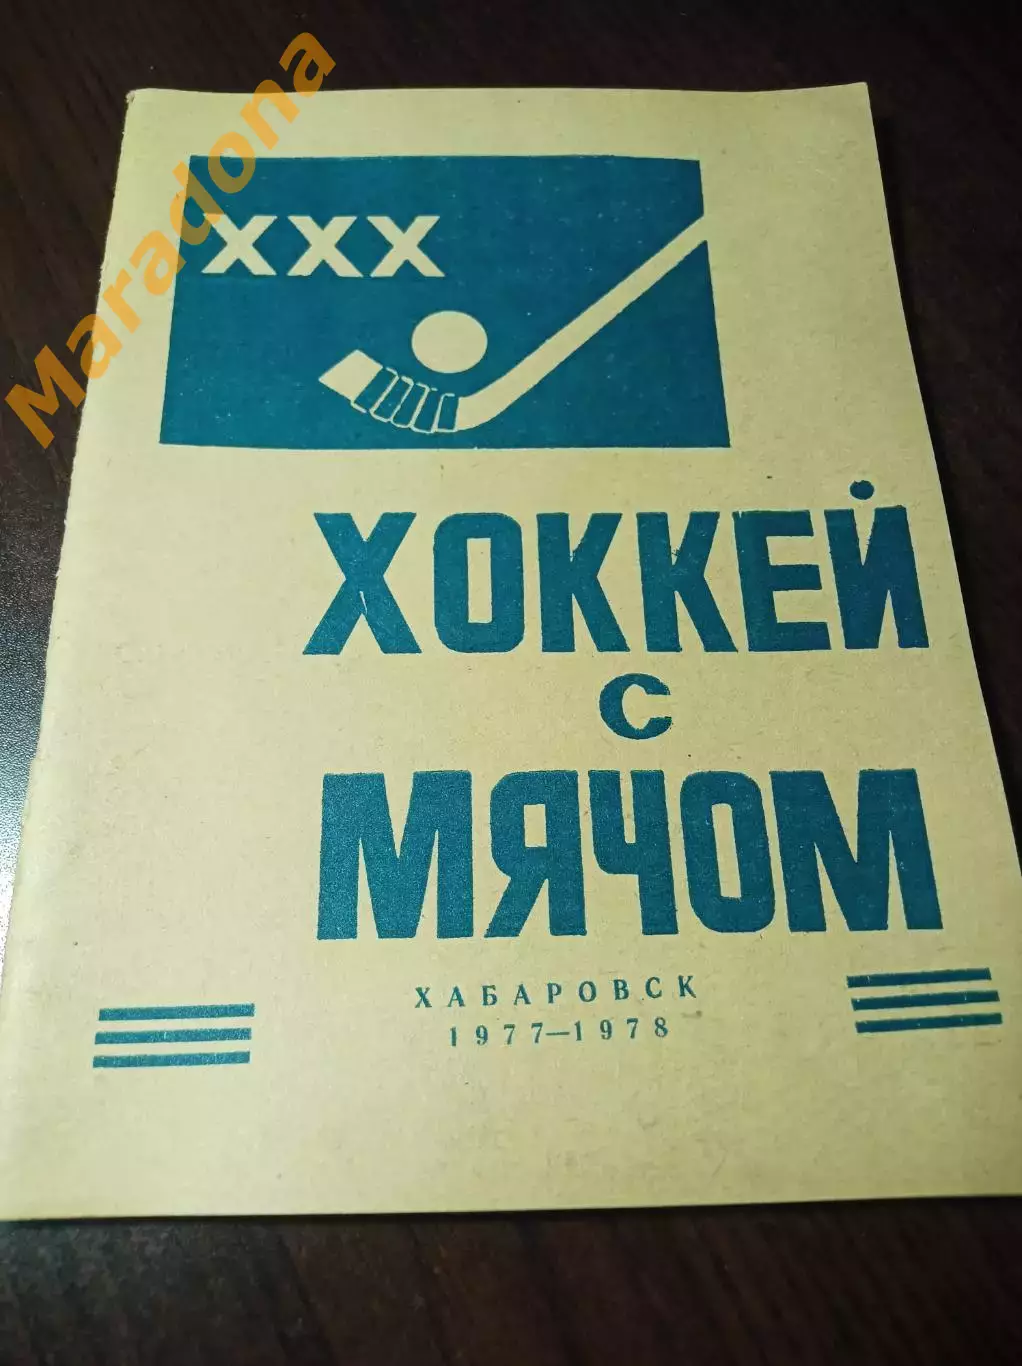 Maradona
XXX
ХОККЕЙ
С
МЯЧОМ
ХАБАРОВСК
1977—1978